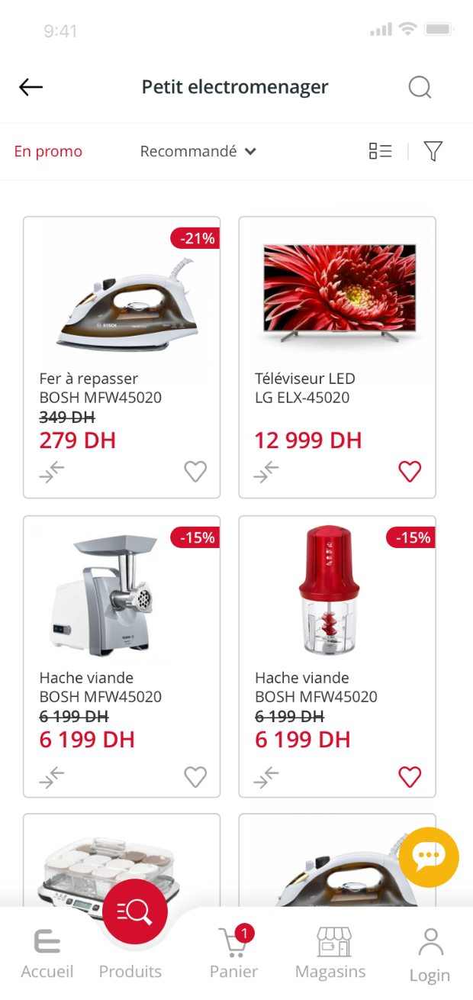 9:41
Petit electromenager
En promo
Recommandé
-21%
BOSCH
Fer à repasser
BOSH MFW45020
349 DH
279 DH
Téléviseur LED
LG ELX-45020
12 999 DH
-15%
Hache viande
BOSH MFW45020
6 199 DH
6 199 DH
-15%
Hache viande
BOSH MFW45020
6 199 DH
6 199 DH
1
Accueil
Produits
Panier
Magasins
Login